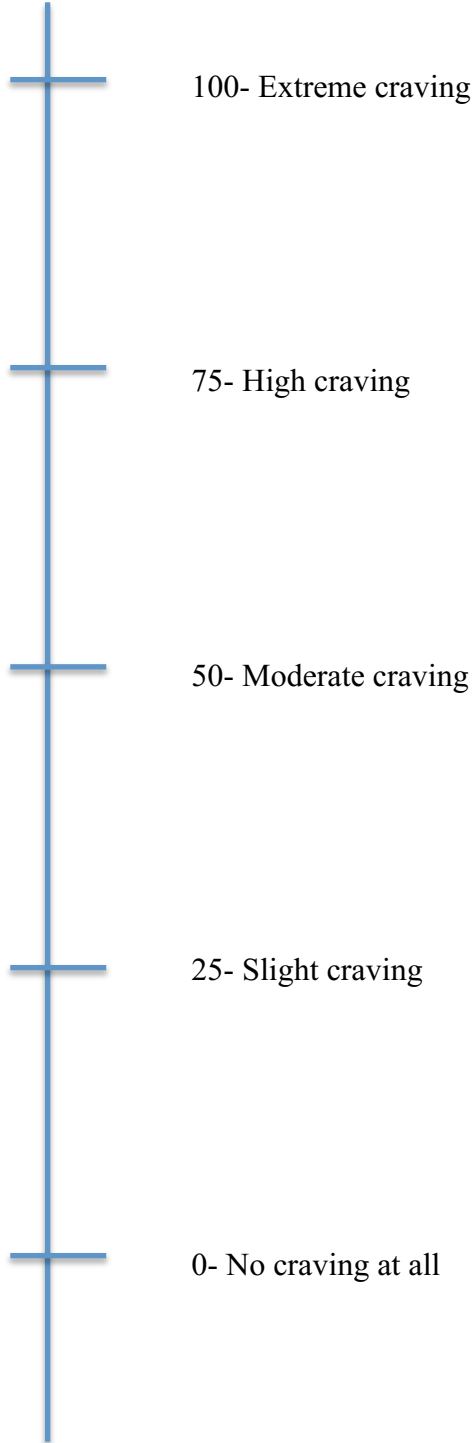 100- Extreme craving
75- High craving
50- Moderate craving
25- Slight craving
0- No craving at all